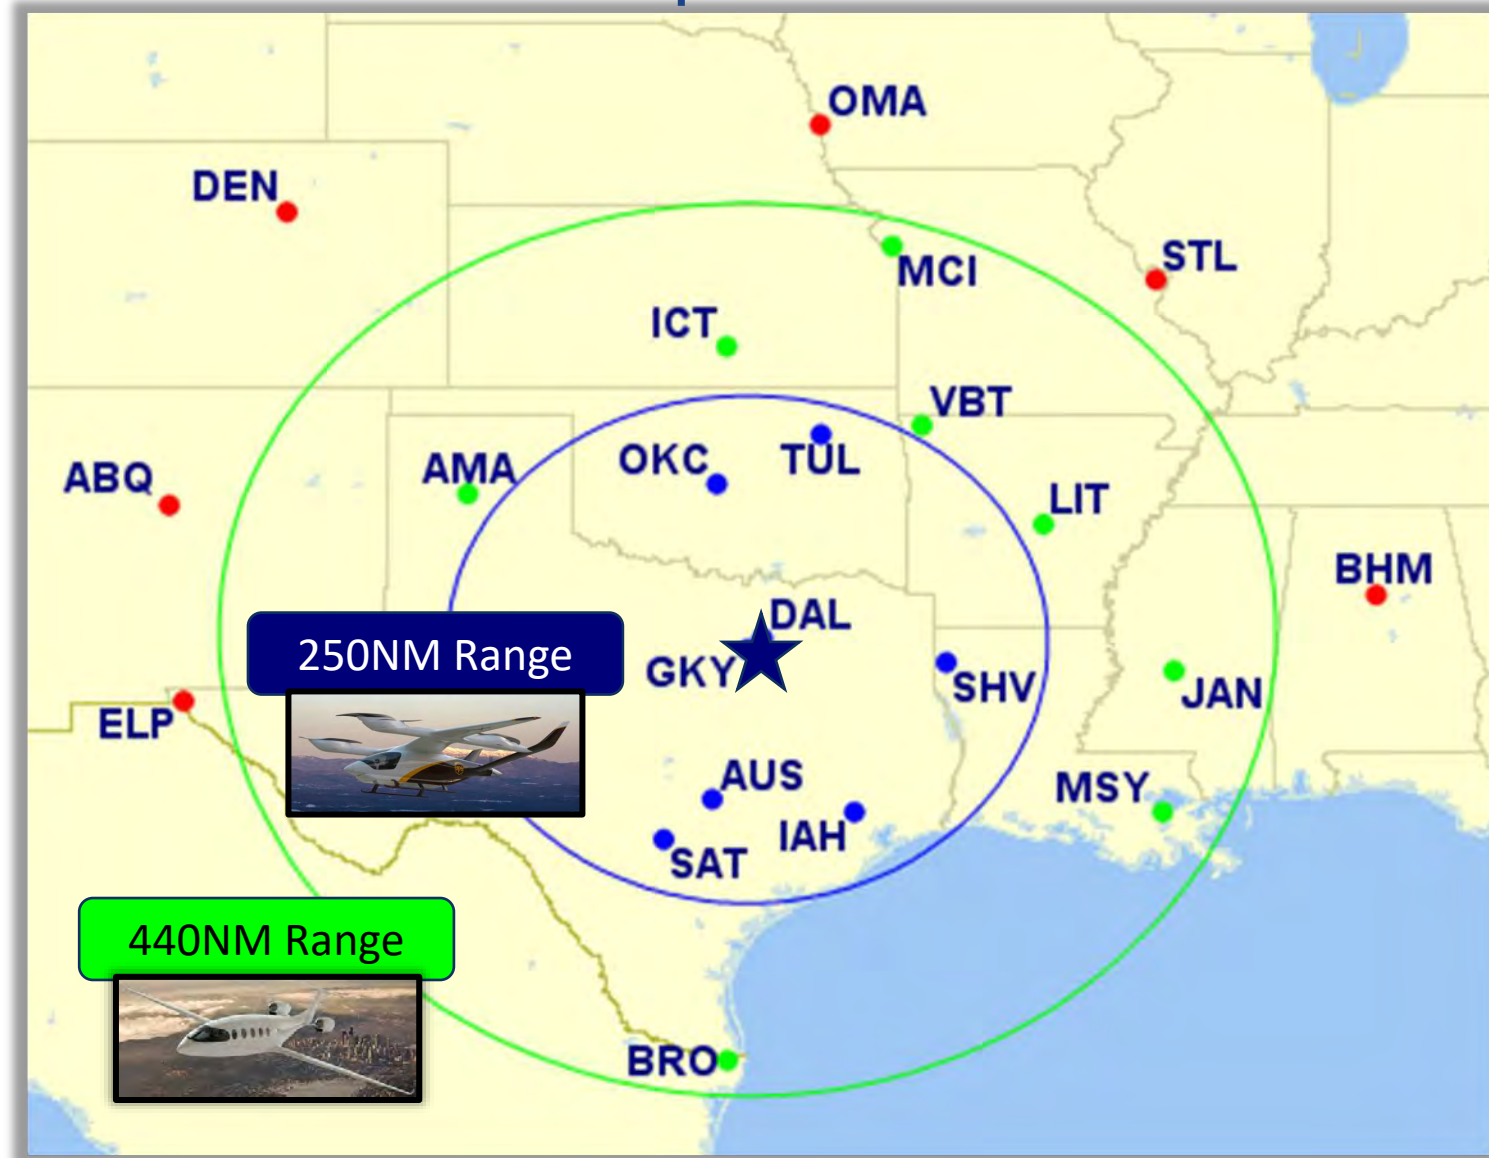 OMA
DEN
STL
MCI
ICT
VBT
ABQ
AMA
OKC
TUL
LIT
BHM
DAL
250NM Range
GKY
SHV
JAN
ELP
AUS
MSY
IAH
SAT
440NM Range
BRO